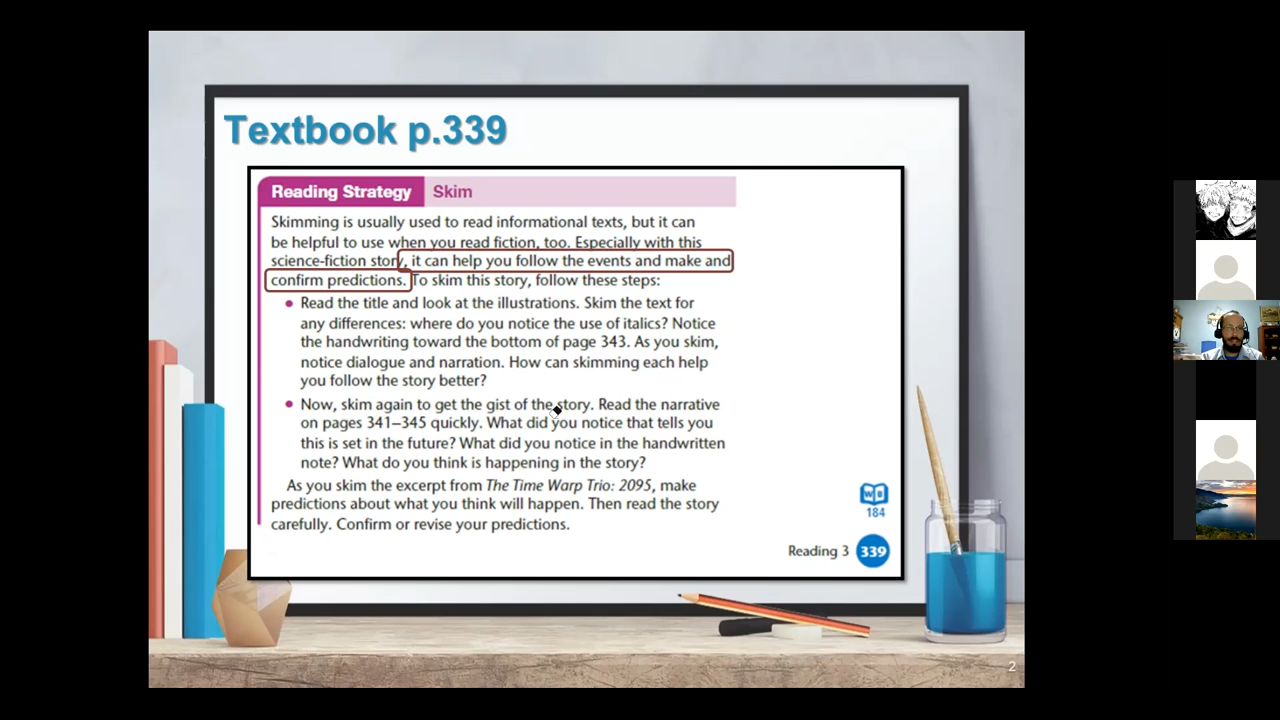 Textbook p.339
Reading Strategy Skim
Skimming is usually used to read informational texts, but it can
be helpful to use when you read fiction, too. Especially with this
science-fiction story, it can help you follow the events and make and
confirm predictions. To skim this story, follow these steps:
• Read the title and look at the illustrations. Skim the text for
any differences: where do you notice the use of italics? Notice
the handwriting toward the bottom of page 343. As you skim,
notice dialogue and narration. How can skimming each help
you follow the story better?
• Now, skim again to get the gist of the story. Read the narrative
on pages 341–345 quickly. What did you notice that tells you
this is set in the future? What did you notice in the handwritten
note? What do you think is happening in the story?
As you skim the excerpt from The Time Warp Trio: 2095, make
predictions about what you think will happen. Then read the story
carefully. Confirm or revise your predictions.
WB
184
Reading 3 339
2